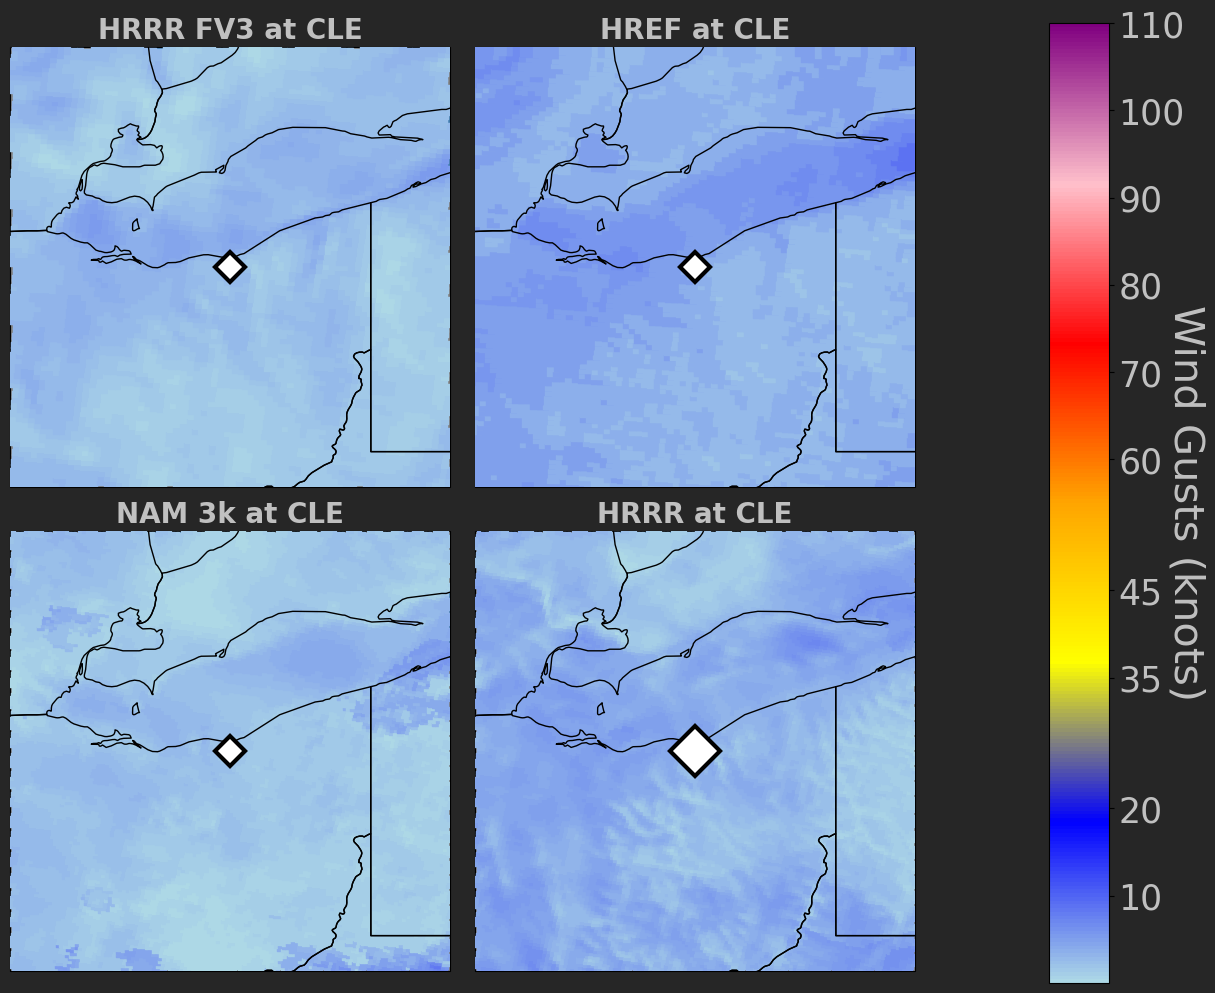 HRRR FV3 at CLE
HREF at CLE
NAM 3k at CLE
HRRR at CLE
110
100
90
80
70
60
45
35
20
10
Wind Gusts (knots)